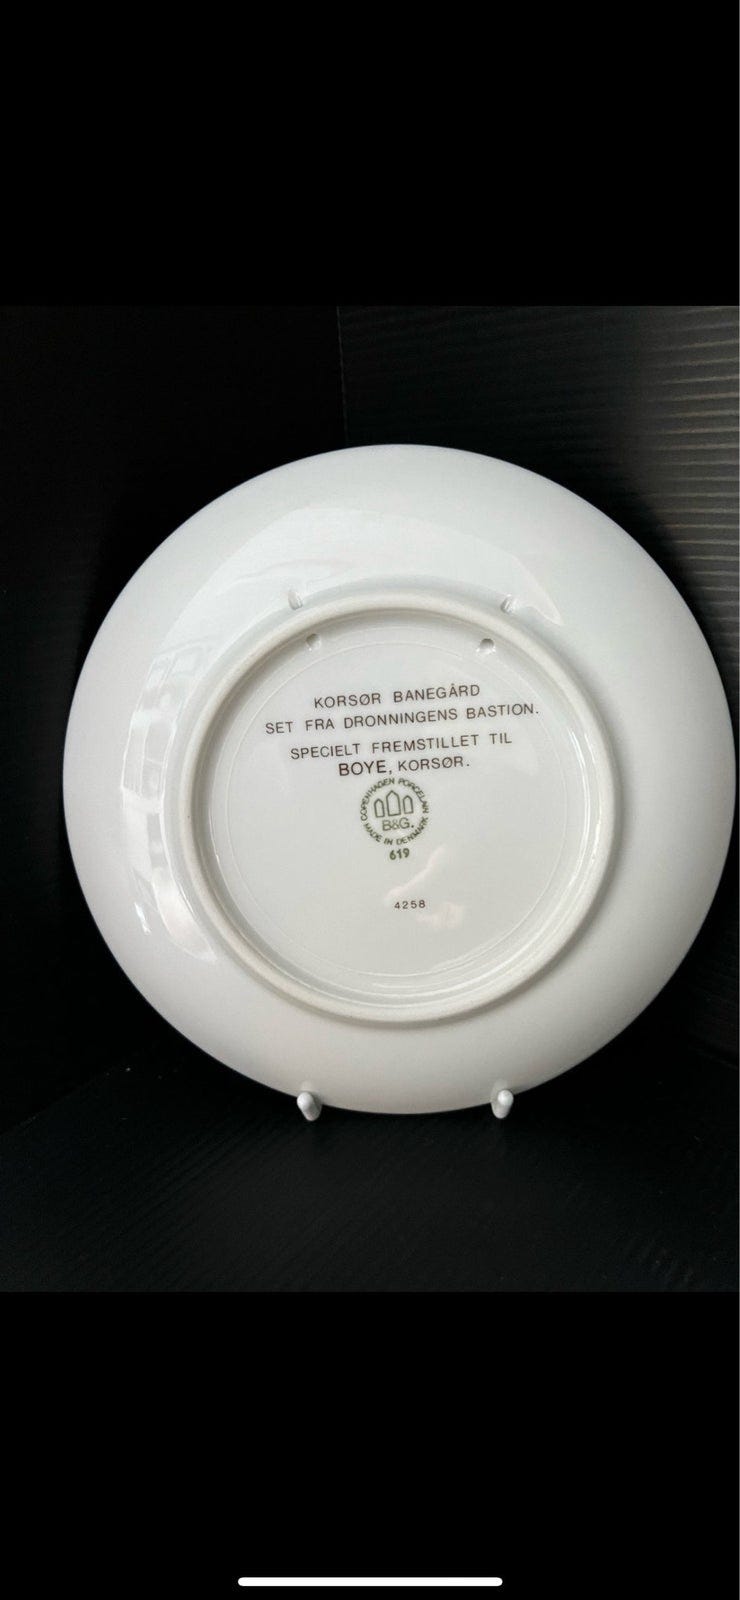 KORSØR BANEGÅRD
SET FRA DRONNINGENS BASTION.
SPECIELT FREMSTILLET TIL
BOYE, KORSØR.
COPENHAGEN PORCELAIN
B&G.
MADE IN DENMARK
619
4258